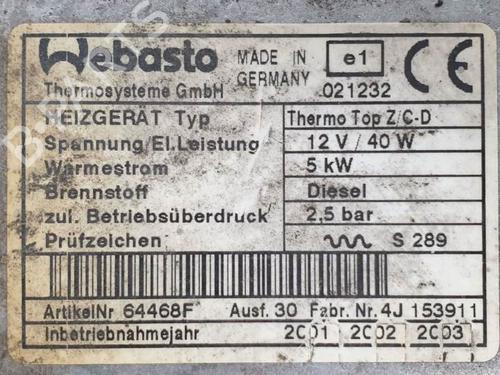 Webasto MADE IN GERMANY e1 CE
Thermosysteme GmbH 021232
HEIZGERÄT Typ Thermo Top Z/C-D
Spannung/El.Leistung 12 V / 40 W
Wärmestrom 5 kW
Brennstoff Diesel
zul. Betriebsüberdruck 2,5 bar
Prüfzeichen S 289
ArtikelNr 64468F Ausf. 30 Fabr. Nr. 4J 153911
Inbetriebnahmejahr 2001 2002 2003